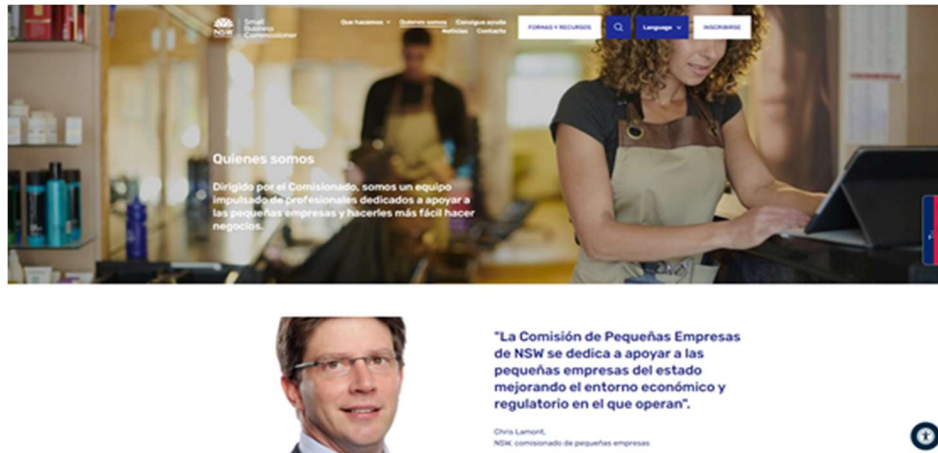 NSW
Small
Business
Commissioner
Que hacemos
Quienes somos
Consigue ayuda
Noticias
Contacto
FORMAS Y RECURSOS
Language
INSCRIBIRSE
Quienes somos
Dirigido por el Comisionado, somos un equipo
impulsado de profesionales dedicados a apoyar a
las pequeñas empresas y hacerles más fácil hacer
negocios.
"La Comisión de Pequeñas Empresas
de NSW se dedica a apoyar a las
pequeñas empresas del estado
mejorando el entorno económico y
regulatorio en el que operan".
Chris Lamont,
NSW, comisionado de pequeñas empresas